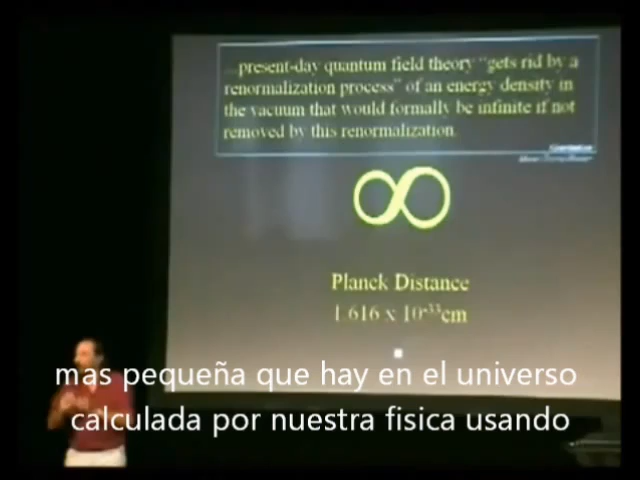 ...present-day quantum field theory "gets rid by a
renormalization process" of an energy density in
the vacuum that would formally be infinite if not
removed by this renormalization.
∞
Planck Distance
1.616 x 10⁻³³cm
mas pequeña que hay en el universo
calculada por nuestra fisica usando